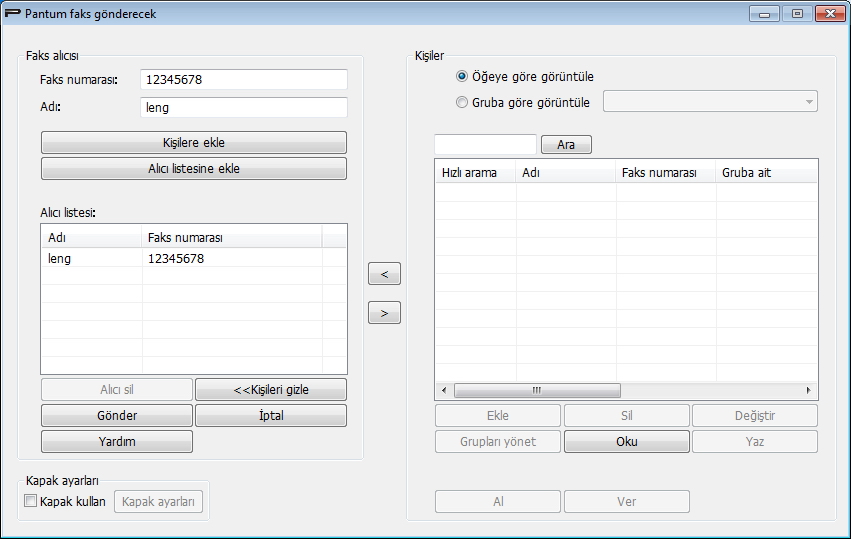 Pantum faks gönderecek
Faks alıcısı
Faks numarası: 12345678
Adı: leng
Kişilere ekle
Alıcı listesine ekle
Alıcı listesi:
Adı Faks numarası
leng 12345678
Alıcı sil <<Kişileri gizle
Gönder İptal
Yardım
Kapak ayarları
Kapak kullan Kapak ayarları
<
>
Kişiler
Öğeye göre görüntüle
Gruba göre görüntüle
Ara
Hızlı arama Adı Faks numarası Gruba ait
Ekle Sil Değiştir
Grupları yönet Oku Yaz
Al Ver